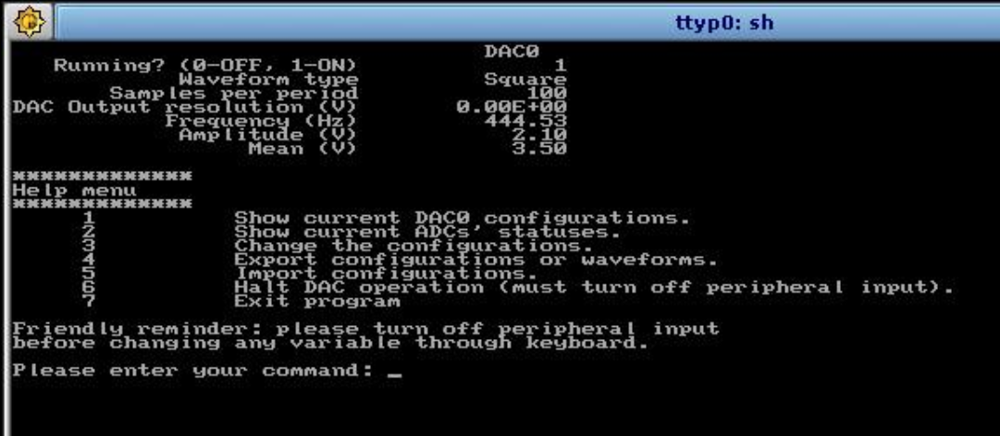 ttyp0: sh
DAC0
Running? (0-OFF, 1-ON) 1
Waveform type Square
Samples per period 100
DAC Output resolution (V) 0.00E+00
Frequency (Hz) 444.53
Amplitude (V) 2.10
Mean (V) 3.50
*************
Help menu
*************
1 Show current DAC0 configurations.
2 Show current ADCs' statuses.
3 Change the configurations.
4 Export configurations or waveforms.
5 Import configurations.
6 Halt DAC operation (must turn off peripheral input).
7 Exit program
Friendly reminder: please turn off peripheral input
before changing any variable through keyboard.
Please enter your command: _